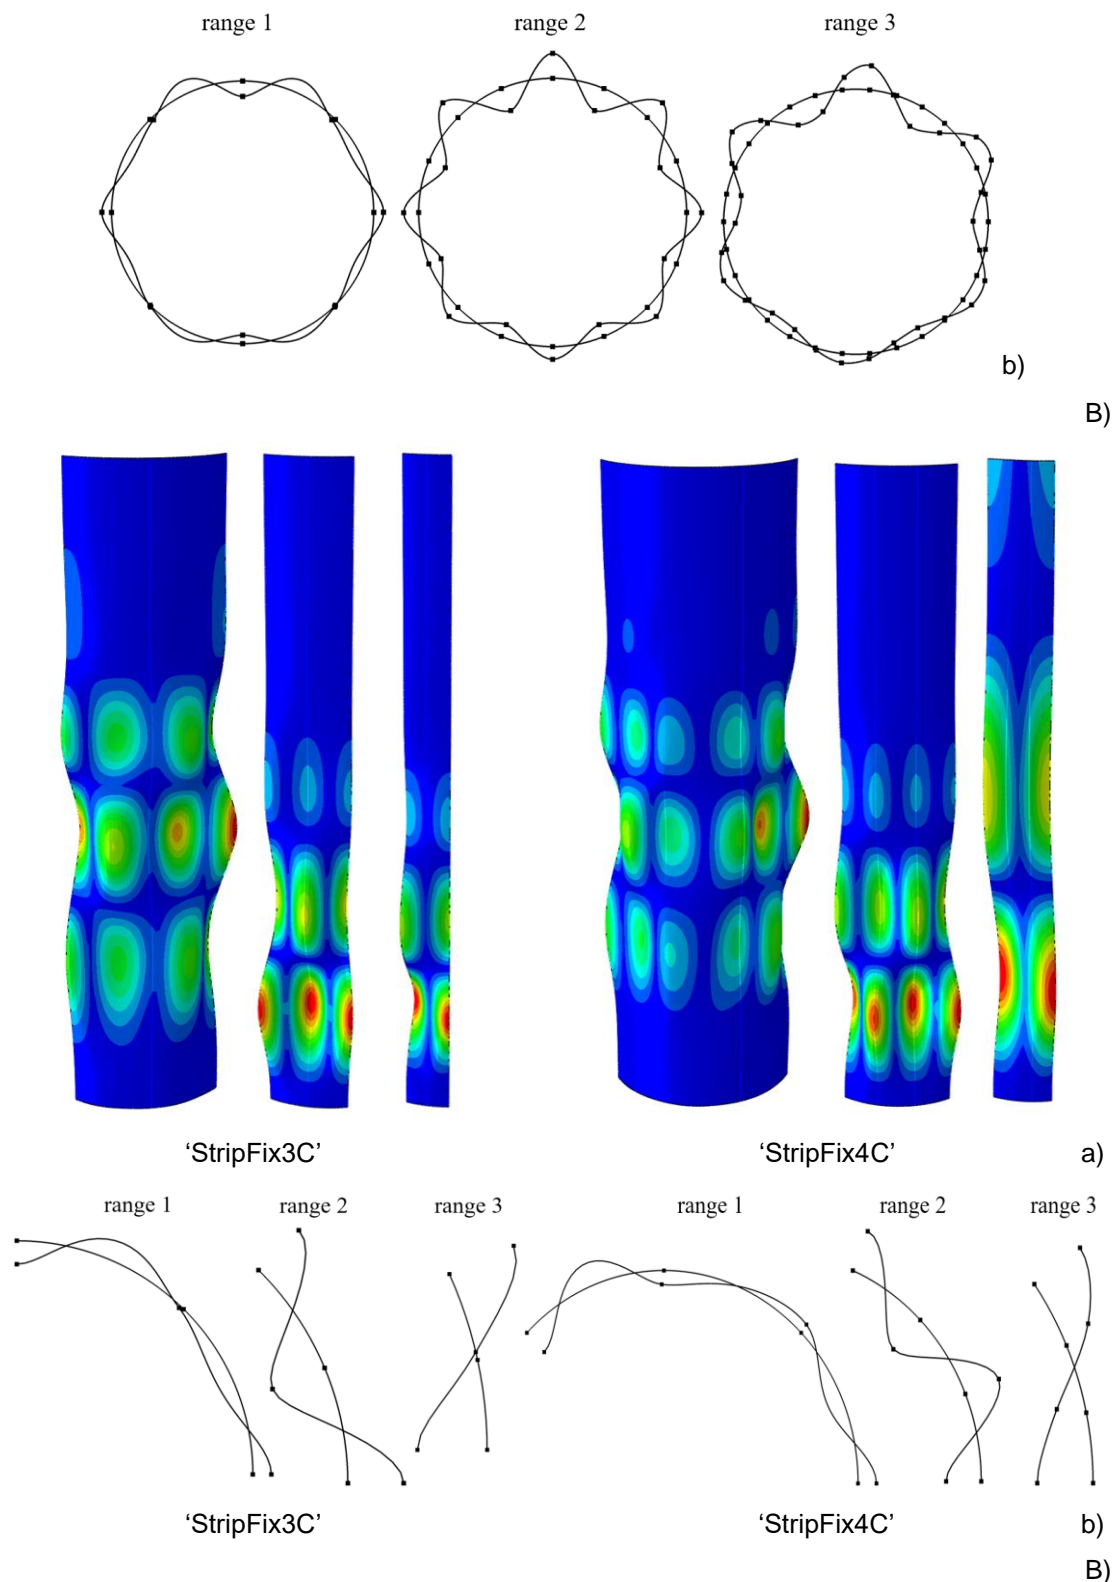 range 1 range 2 range 3
b)
B)
‘StripFix3C’ ‘StripFix4C’ a)
range 1 range 2 range 3 range 1 range 2 range 3
‘StripFix3C’ ‘StripFix4C’ b)
B)